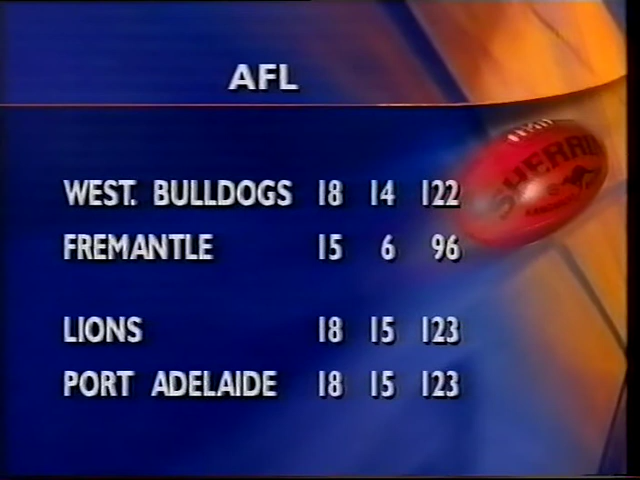 AFL
SHERRIN
WEST. BULLDOGS 18 14 122
FREMANTLE 15 6 96
LIONS 18 15 123
PORT ADELAIDE 18 15 123